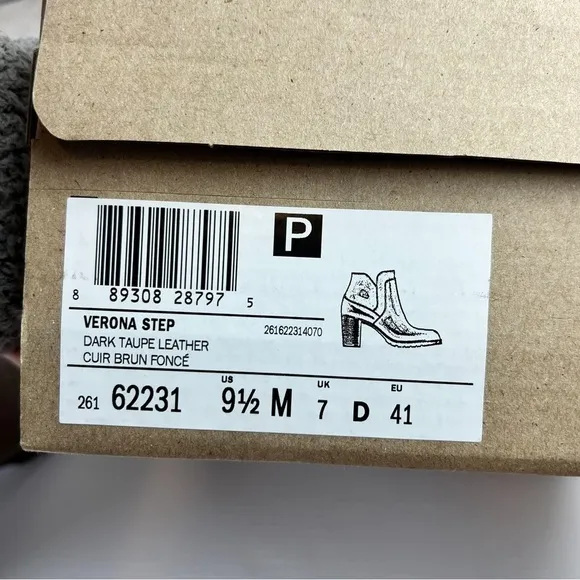 P
8 89308 28797 5
VERONA STEP 261622314070
DARK TAUPE LEATHER
CUIR BRUN FONCÉ
US UK EU
261 62231 9½ M 7 D 41